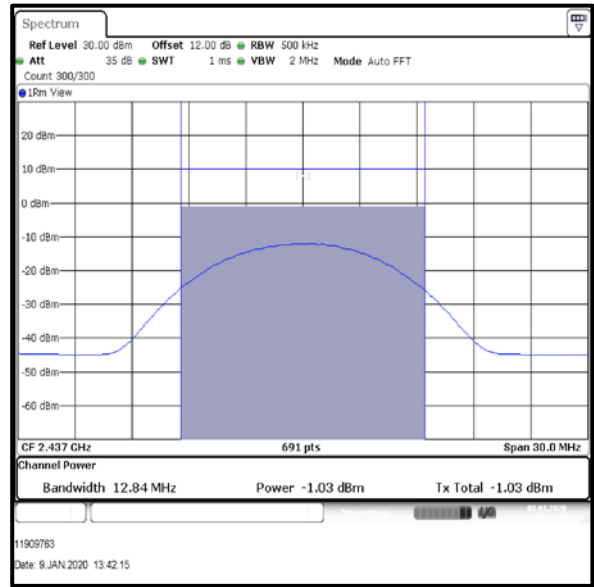 Spectrum
Ref Level 30.00 dBm Offset 12.00 dB RBW 500 kHz
Att 35 dB SWT 1 ms VBW 2 MHz Mode Auto FFT
Count 300/300
1Rm View
20 dBm
10 dBm
0 dBm
-10 dBm
-20 dBm
-30 dBm
-40 dBm
-50 dBm
-60 dBm
CF 2.437 GHz 691 pts Span 30.0 MHz
Channel Power
Bandwidth 12.84 MHz Power -1.03 dBm Tx Total -1.03 dBm
11909763
Date: 9.JAN.2020 13:42:15